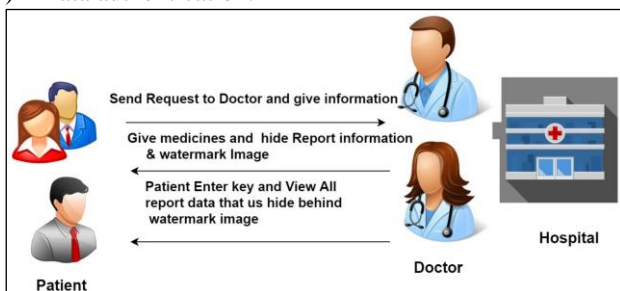 Send Request to Doctor and give information
Give medicines and hide Report information
& watermark Image
Patient Enter key and View All
report data that us hide behind
watermark image
Hospital
Doctor
Patient